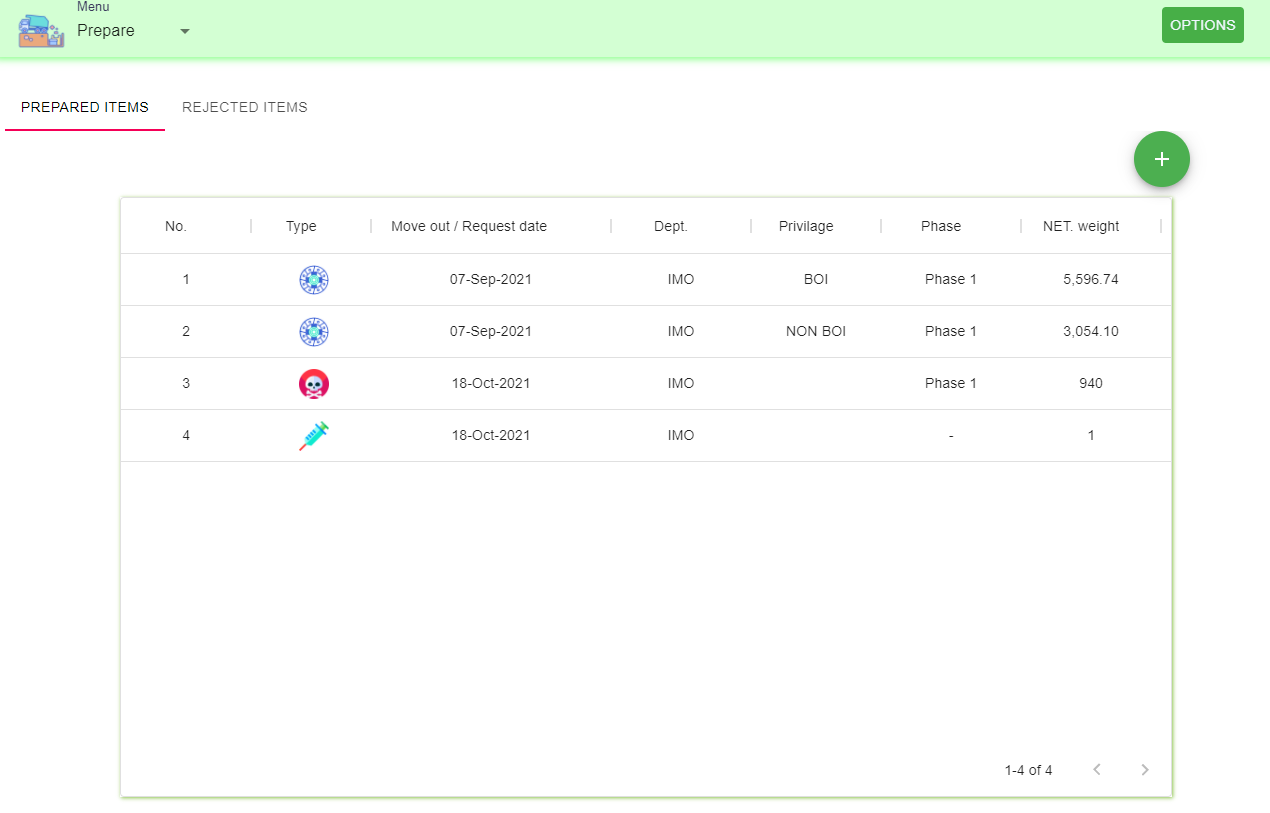 Menu
Prepare
OPTIONS
PREPARED ITEMS REJECTED ITEMS
+
No. Type Move out / Request date Dept. Privilage Phase NET. weight
1 07-Sep-2021 IMO BOI Phase 1 5,596.74
2 07-Sep-2021 IMO NON BOI Phase 1 3,054.10
3 18-Oct-2021 IMO Phase 1 940
4 18-Oct-2021 IMO - 1
1-4 of 4